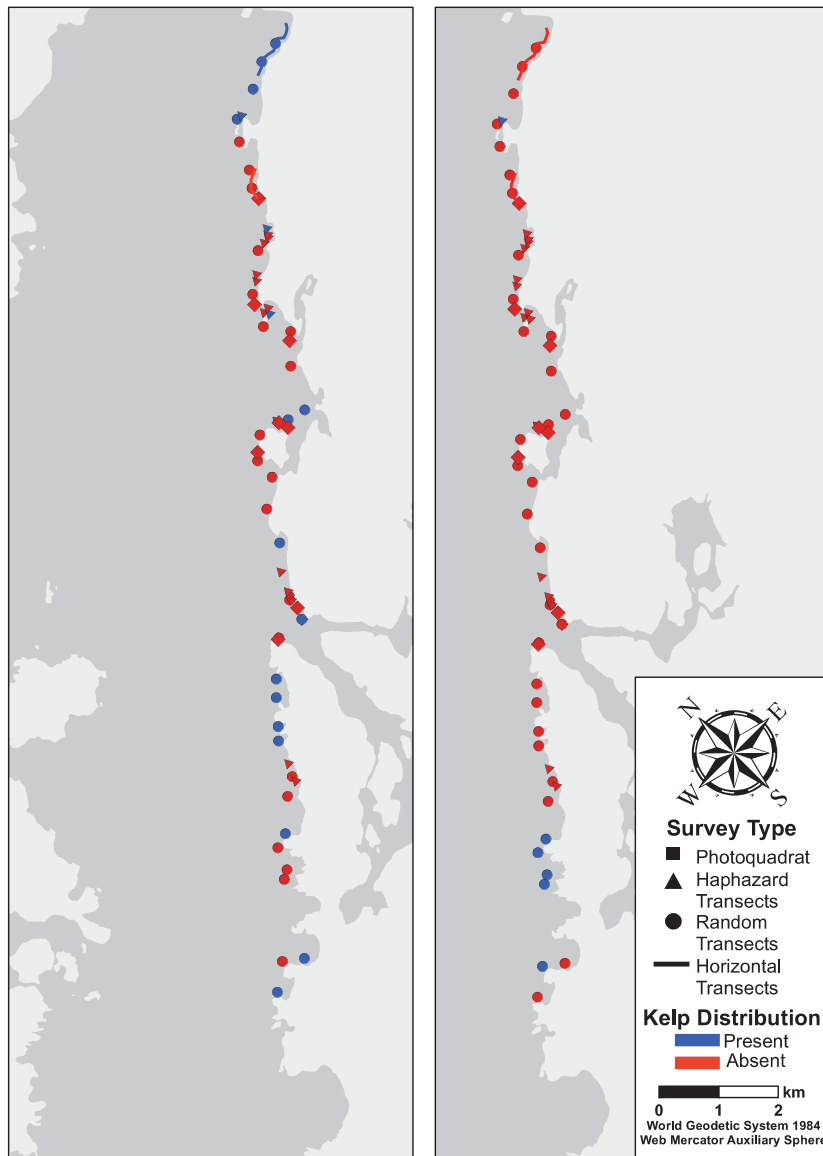 N
E
W
S
Survey Type
Photoquadrat
Haphazard
Transects
Random
Transects
Horizontal
Transects
Kelp Distribution
Present
Absent
km
0 1 2
World Geodetic System 1984
Web Mercator Auxiliary Sphere